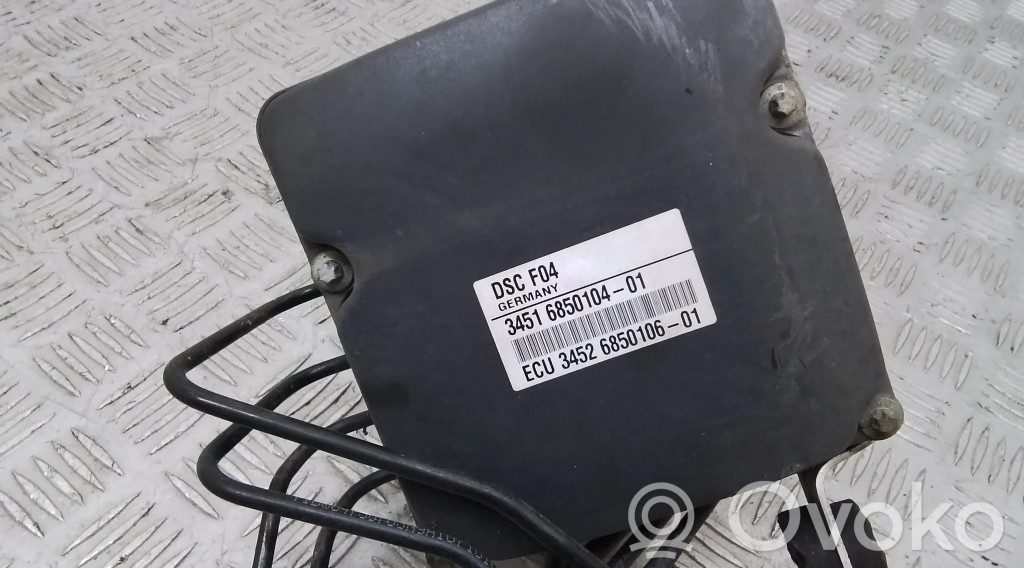 DSC F04
GERMANY
3451 6850104-01
ECU 3452 6850106-01
Ovoko